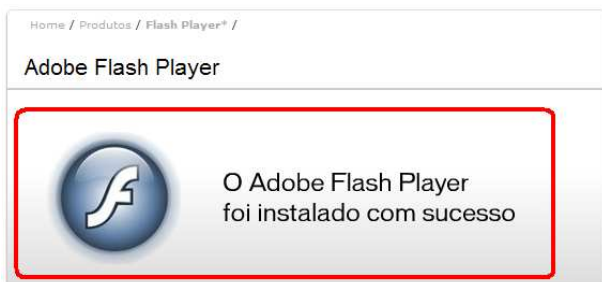 Home / Produtos / Flash Player* /
Adobe Flash Player
O Adobe Flash Player
foi instalado com sucesso